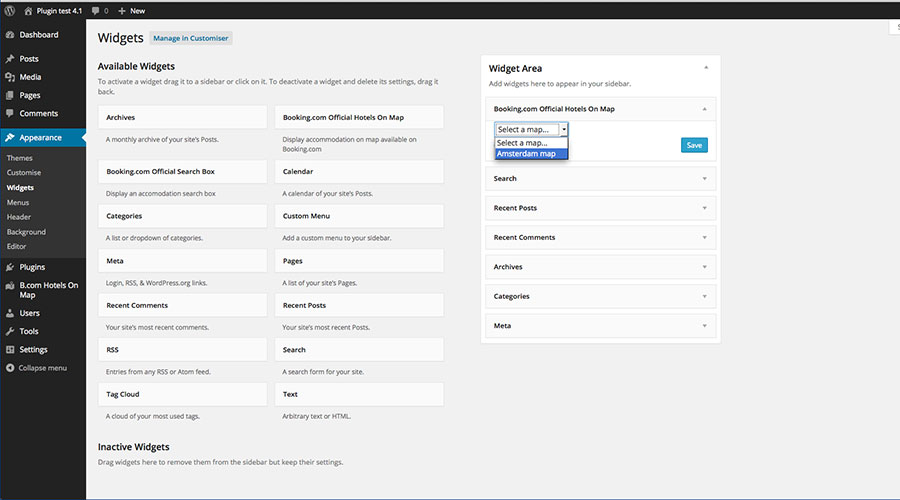 Plugin test 4.1 0 + New
Dashboard
Posts
Media
Pages
Comments
Appearance
Themes
Customise
Widgets
Menus
Header
Background
Editor
Plugins
B.com Hotels On
Map
Users
Tools
Settings
Collapse menu
Widgets Manage in Customiser
Available Widgets
To activate a widget drag it to a sidebar or click on it. To deactivate a widget and delete its settings, drag it
back.
Archives
A monthly archive of your site's Posts.
Booking.com Official Hotels On Map
Display accommodation on map available on
Booking.com
Booking.com Official Search Box
Display an accomodation search box
Calendar
A calendar of your site's Posts.
Categories
A list or dropdown of categories.
Custom Menu
Add a custom menu to your sidebar.
Meta
Login, RSS, & WordPress.org links.
Pages
A list of your site's Pages.
Recent Comments
Your site's most recent comments.
Recent Posts
Your site's most recent Posts.
RSS
Entries from any RSS or Atom feed.
Search
A search form for your site.
Tag Cloud
A cloud of your most used tags.
Text
Arbitrary text or HTML.
Inactive Widgets
Drag widgets here to remove them from the sidebar but keep their settings.
Widget Area
Add widgets here to appear in your sidebar.
Booking.com Official Hotels On Map
Select a map...
Select a map...
Amsterdam map
Save
Search
Recent Posts
Recent Comments
Archives
Categories
Meta